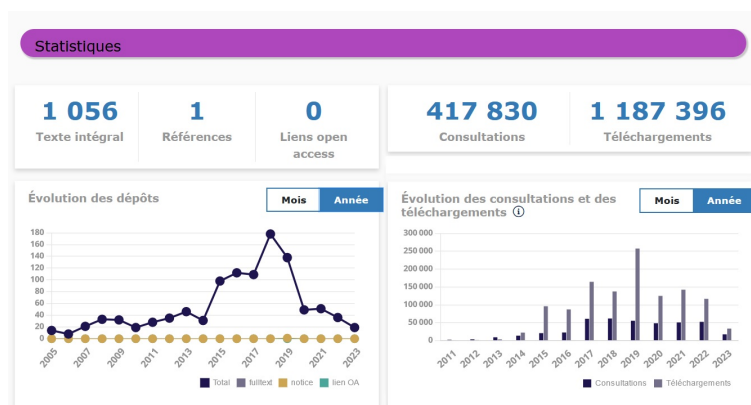 Statistiques
1 056
Texte intégral
1
Références
0
Liens open
access
417 830
Consultations
1 187 396
Téléchargements
Évolution des dépôts
Mois
Année
180
160
140
120
100
80
60
40
20
0
2005
2007
2009
2011
2013
2015
2017
2019
2021
2023
Total
fulltext
notice
lien OA
Évolution des consultations et des
téléchargements
Mois
Année
300 000
250 000
200 000
150 000
100 000
50 000
0
2011
2012
2013
2014
2015
2016
2017
2018
2019
2020
2021
2022
2023
Consultations
Téléchargements